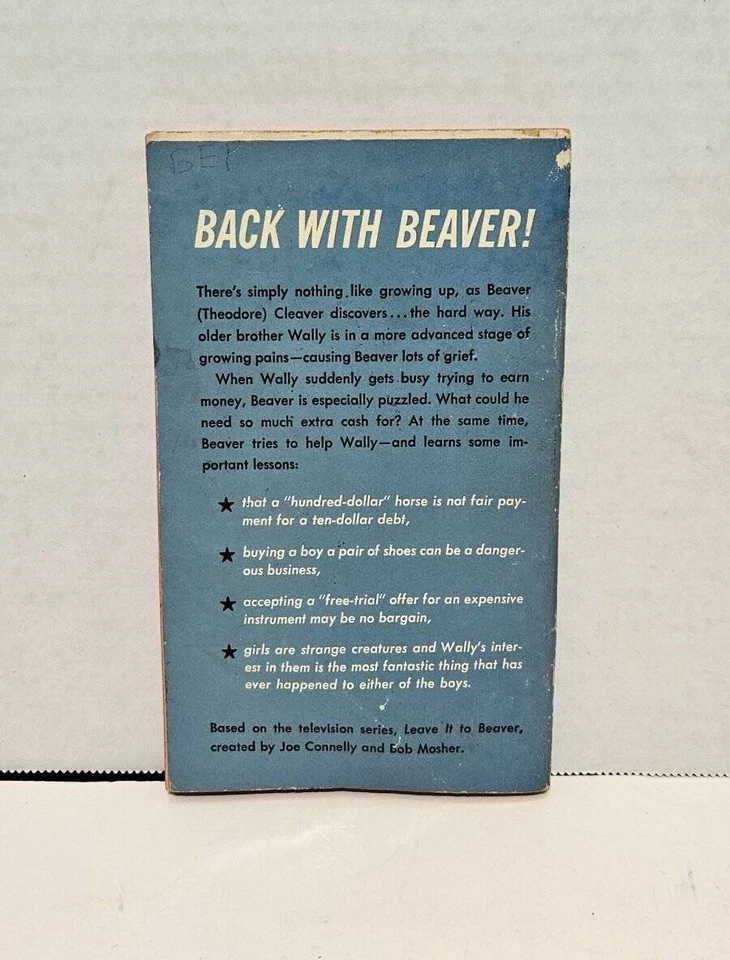 BACK WITH BEAVER!
There's simply nothing like growing up, as Beaver
(Theodore) Cleaver discovers...the hard way. His
older brother Wally is in a more advanced stage of
growing pains—causing Beaver lots of grief.
When Wally suddenly gets busy trying to earn
money, Beaver is especially puzzled. What could he
need so much extra cash for? At the same time,
Beaver tries to help Wally—and learns some im-
portant lessons:
★ that a "hundred-dollar" horse is not fair pay-
ment for a ten-dollar debt,
★ buying a boy a pair of shoes can be a danger-
ous business,
★ accepting a "free-trial" offer for an expensive
instrument may be no bargain,
★ girls are strange creatures and Wally's inter-
est in them is the most fantastic thing that has
ever happened to either of the boys.
Based on the television series, Leave It to Beaver,
created by Joe Connelly and Bob Mosher.